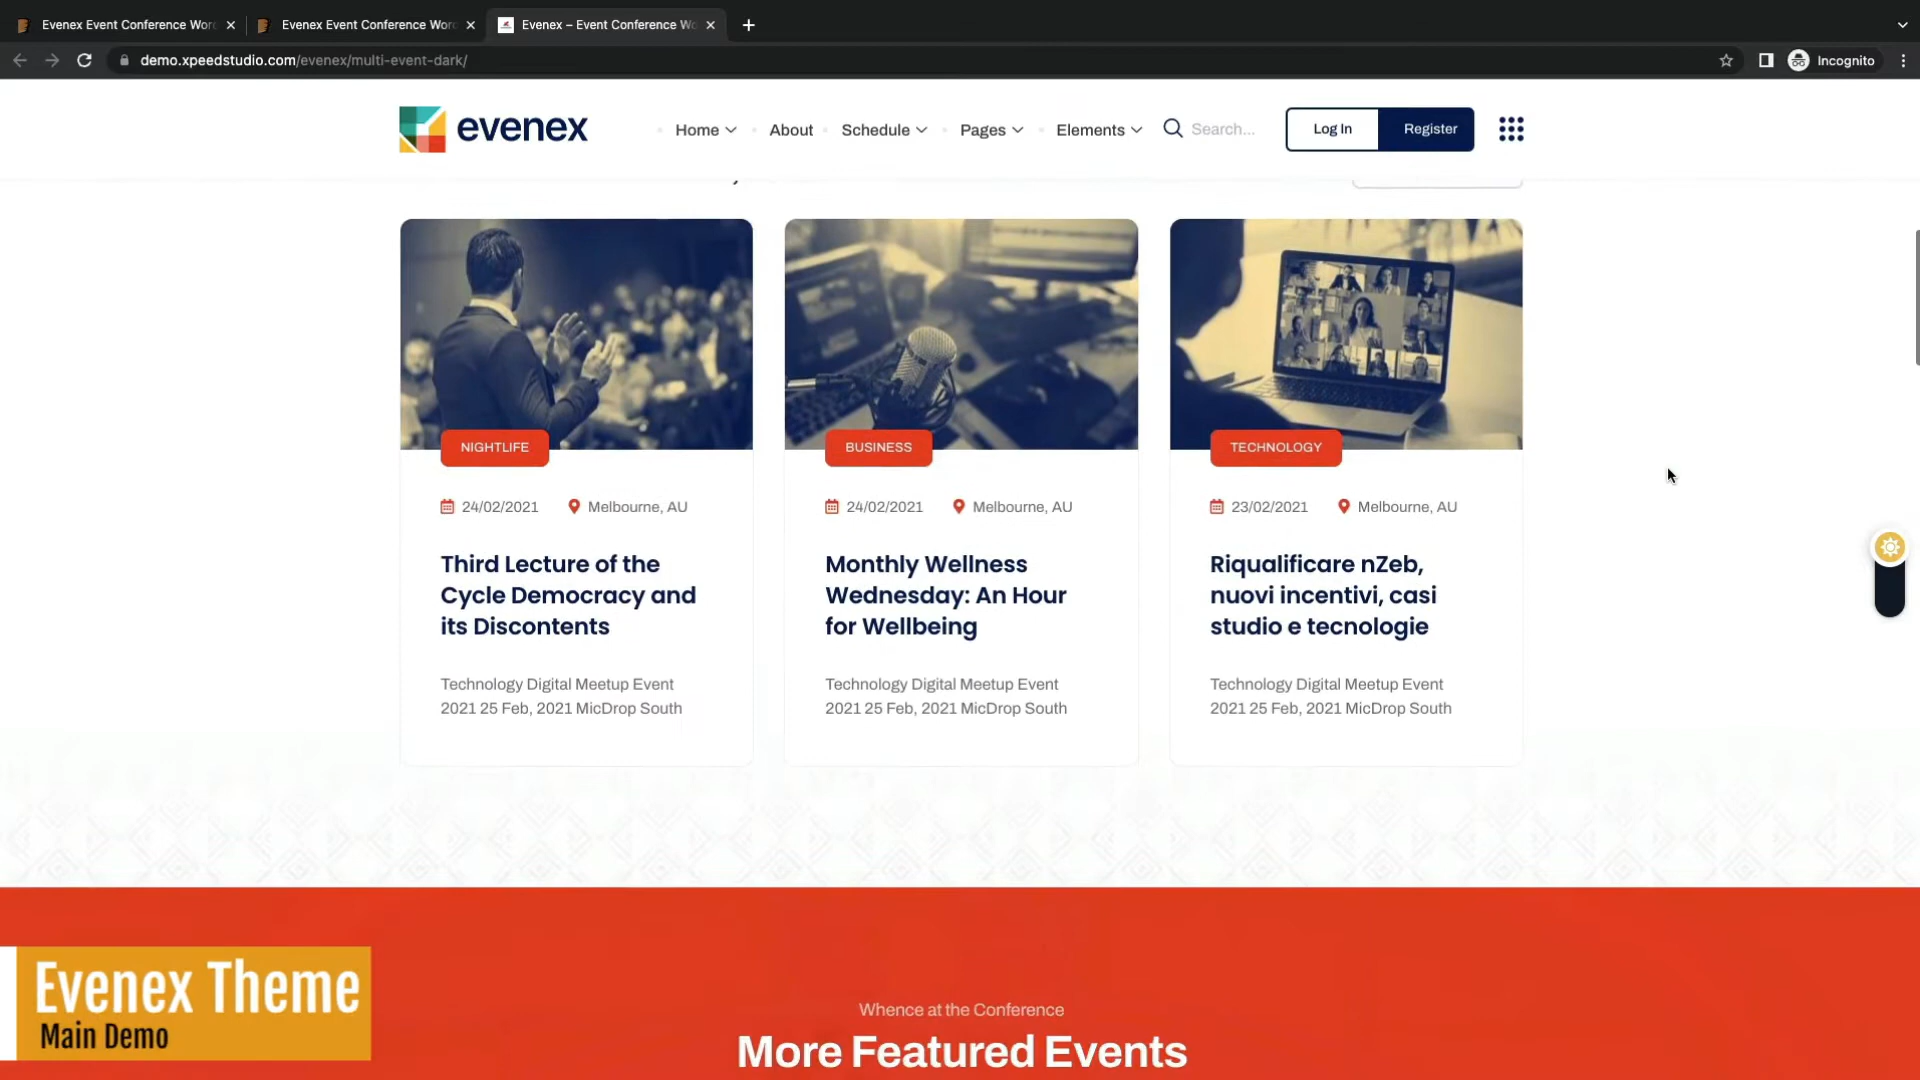 Evenex Event Conference Wor
Evenex Event Conference Wor
Evenex – Event Conference Wo
demo.xpeedstudio.com/evenex/multi-event-dark/
Incognito
evenex
Home
About
Schedule
Pages
Elements
Search...
Log In
Register
NIGHTLIFE
24/02/2021
Melbourne, AU
Third Lecture of the
Cycle Democracy and
its Discontents
Technology Digital Meetup Event
2021 25 Feb, 2021 MicDrop South
BUSINESS
24/02/2021
Melbourne, AU
Monthly Wellness
Wednesday: An Hour
for Wellbeing
Technology Digital Meetup Event
2021 25 Feb, 2021 MicDrop South
TECHNOLOGY
23/02/2021
Melbourne, AU
Riqualificare nZeb,
nuovi incentivi, casi
studio e tecnologie
Technology Digital Meetup Event
2021 25 Feb, 2021 MicDrop South
Whence at the Conference
More Featured Events
Evenex Theme
Main Demo